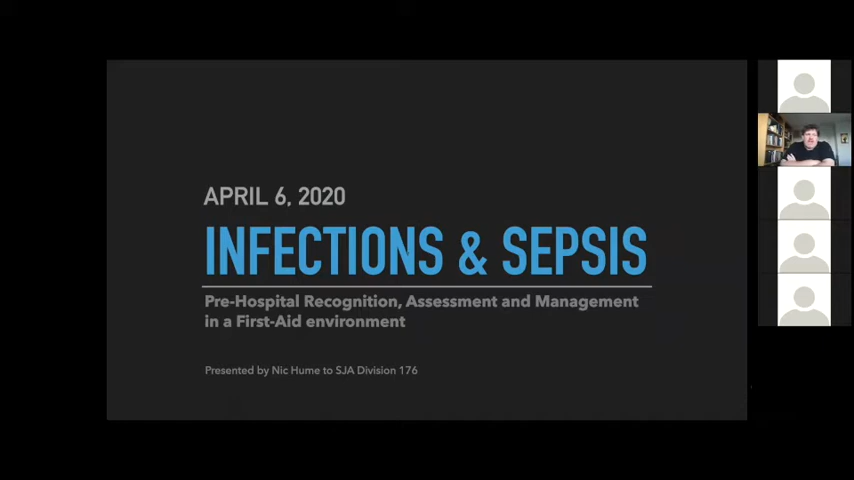 APRIL 6, 2020
INFECTIONS & SEPSIS
Pre-Hospital Recognition, Assessment and Management
in a First-Aid environment
Presented by Nic Hume to SJA Division 176